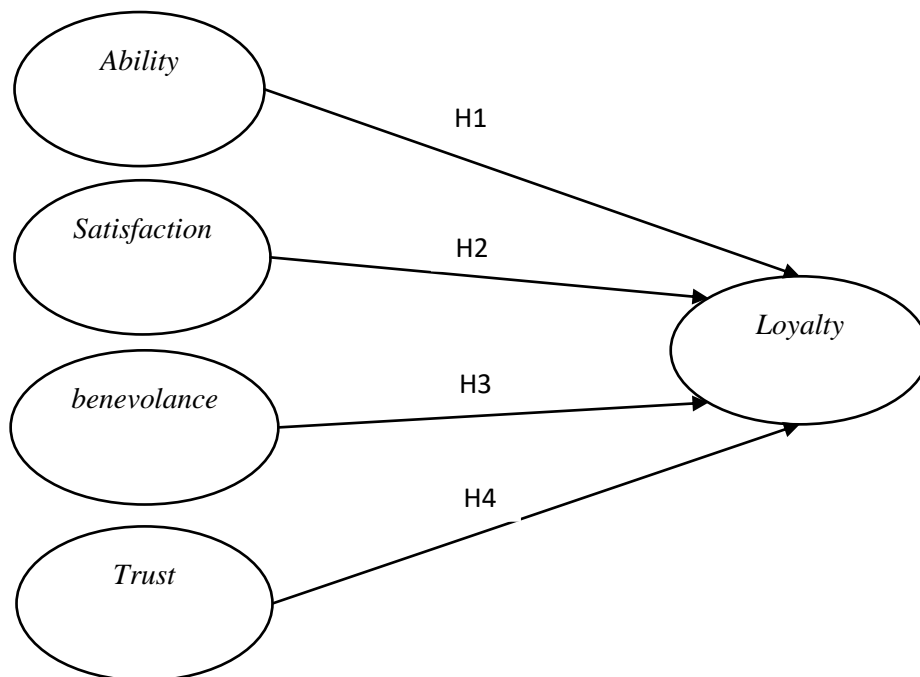 Ability
H1
Satisfaction
H2
Loyalty
benevolance
H3
H4
Trust